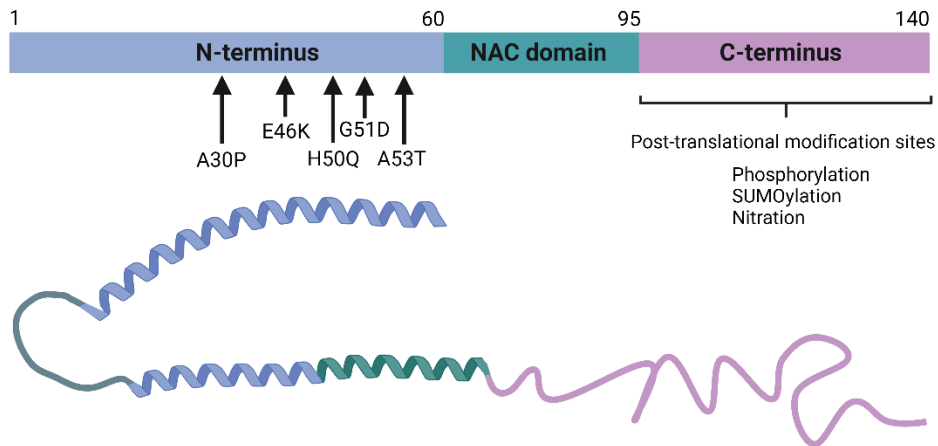 1 60 95 140
N-terminus NAC domain C-terminus
E46K G51D
A30P H50Q A53T
Post-translational modification sites
Phosphorylation
SUMOylation
Nitration